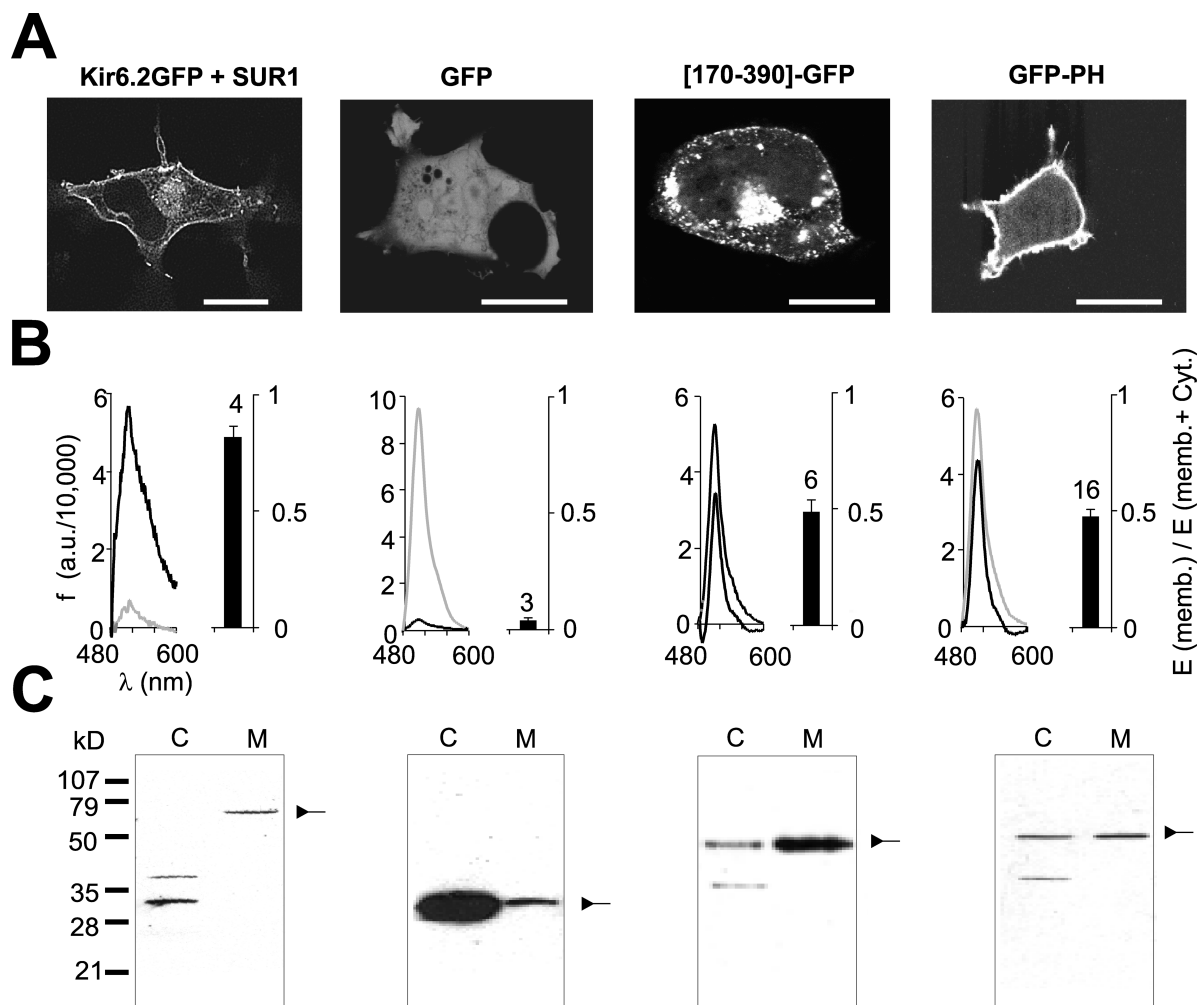 A
Kir6.2GFP + SUR1 GFP [170-390]-GFP GFP-PH
B
f (a.u./10,000)
6 4 2 0
480 600
λ (nm)
4
1 0.5 0
10 8 6 4 2 0
480 600
3
1 0.5 0
6 4 2 0
480 600
6
1 0.5 0
6 4 2 0
480 600
16
1 0.5 0
E (memb.) / E (memb.+ Cyt.)
C
kD C M C M C M C M
107
79
50
35
28
21